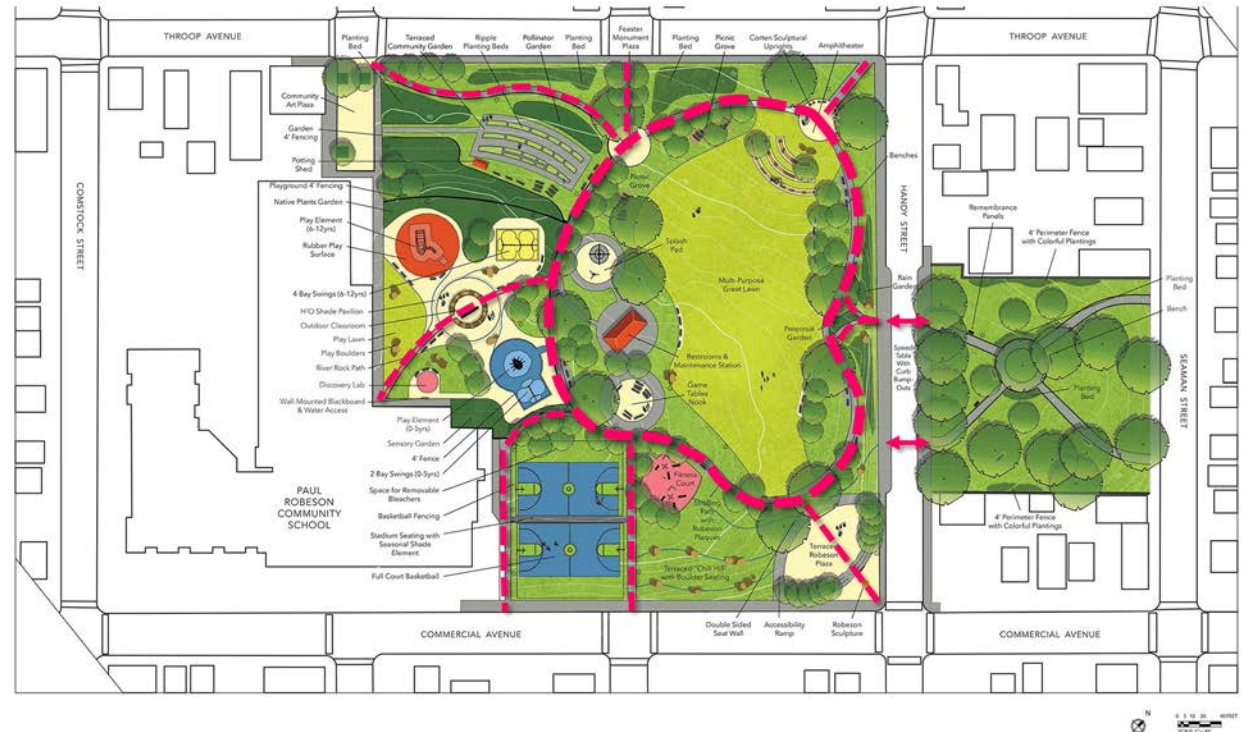 THROOP AVENUE
Planting
Bed
Terraced
Community Garden
Ripple
Planting Beds
Pollinator
Garden
Planting
Bed
Feaster
Monument
Plaza
Planting
Bed
Picnic
Grove
Corten Sculptural
Uprights
Amphitheater
THROOP AVENUE
Community
Art Plaza
Garden
4' Fencing
Potting
Shed
Playground 4' Fencing
Native Plants Garden
Play Element
(6-12yrs)
Rubber Play
Surface
4 Bay Swings (6-12yrs)
Outdoor Classroom
Play Lawn
Play Boulders
River Rock Path
Discovery Lab
Wall-Mounted Blackboard
& Water Access
Play Element
(0-5yrs)
Sensory Garden
4' Fence
2 Bay Swings (0-5yrs)
Space for Removable
Bleachers
Basketball Fencing
Stadium Seating with
Seasonal Shade
Element
Full Court Basketball
COMSTOCK STREET
PAUL
ROBESON
COMMUNITY
SCHOOL
Picnic
Grove
Splash
Pad
Multi-Purpose
Great Lawn
Restrooms &
Maintenance Station
Game
Tables
Nook
Fitness
Court
Path
with
Robeson
Plaques
Terraced "Chill Hill"
with Boulder Seating
Terraced
Robeson
Plaza
Perennial
Garden
Rain
Garden
Benches
HANDY STREET
Speed
Table
With
Curb
Bump-
Outs
Remembrance
Panels
4' Perimeter Fence
with Colorful Plantings
Planting
Bed
Bench
Planting
Bed
4' Perimeter Fence
with Colorful Plantings
SEAMAN STREET
Double Sided
Seat Wall
Accessibility
Ramp
Robeson
Sculpture
COMMERCIAL AVENUE
COMMERCIAL AVENUE
N